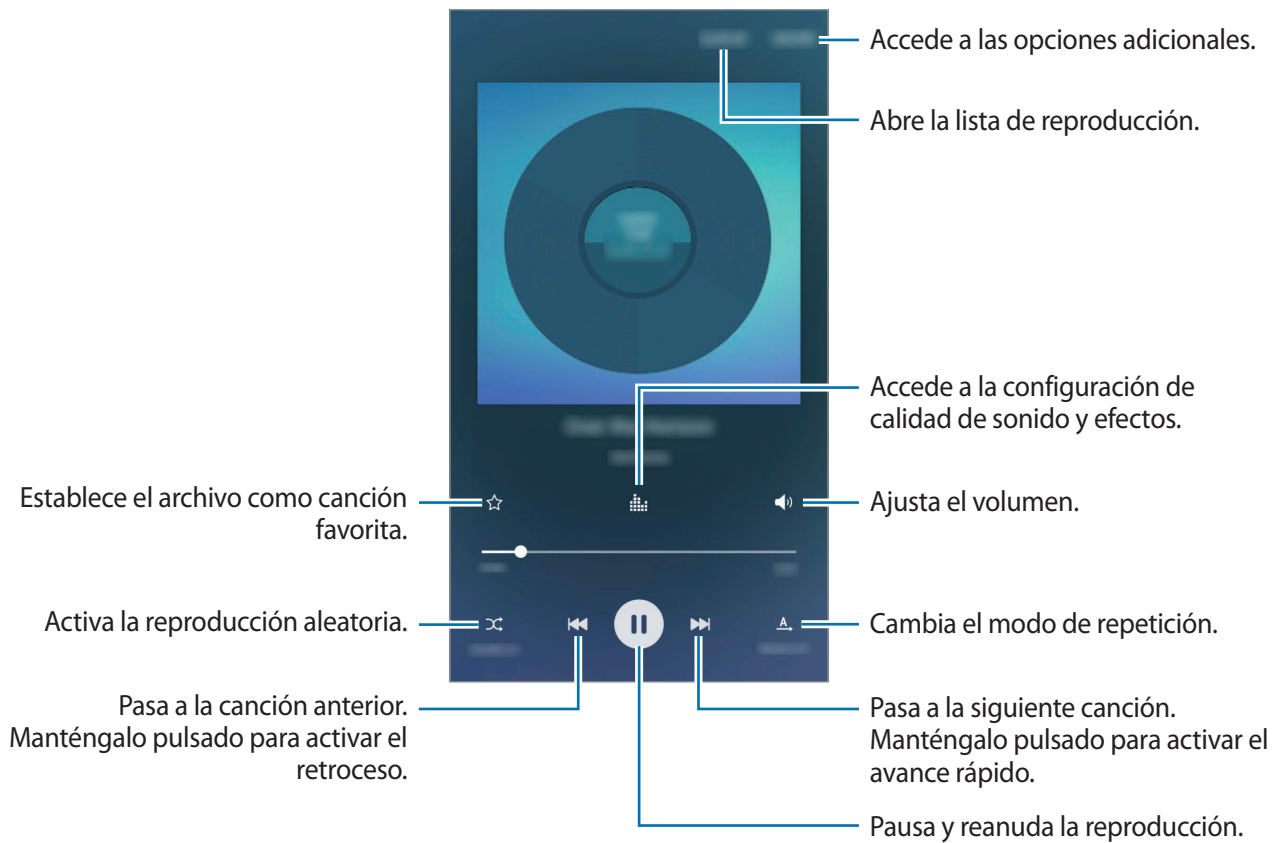 Accede a las opciones adicionales.
Abre la lista de reproducción.
Accede a la configuración de
calidad de sonido y efectos.
Establece el archivo como canción
favorita.
Ajusta el volumen.
Activa la reproducción aleatoria.
A
Cambia el modo de repetición.
Pasa a la canción anterior.
Manténgalo pulsado para activar el
retroceso.
Pasa a la siguiente canción.
Manténgalo pulsado para activar el
avance rápido.
Pausa y reanuda la reproducción.